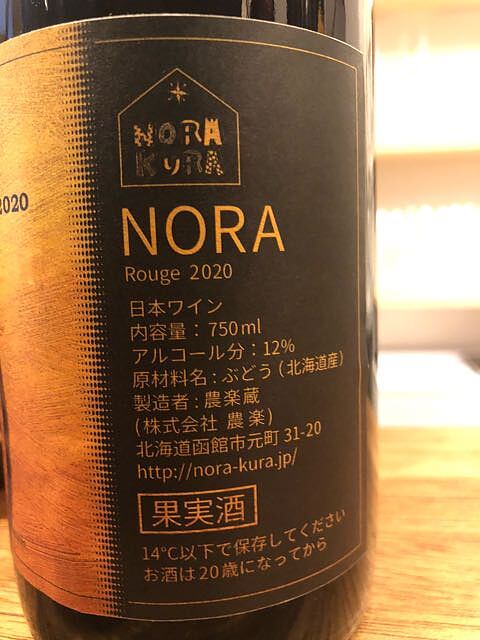 2020
NORA
KURA
NORA
Rouge 2020
日本ワイン
内容量：750ml
アルコール分：12%
原材料名：ぶどう（北海道産）
製造者：農楽蔵
(株式会社 農楽)
北海道函館市元町 31-20
http://nora-kura.jp/
果実酒
14℃以下で保存してください
お酒は20歳になってから